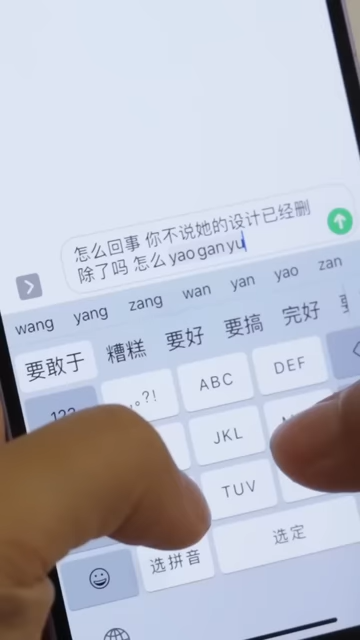 怎么回事 你不说她的设计已经删
除了吗 怎么 yao gan yu
wang yang zang wan yan yao zan
要敢于 糟糕 要好 要搞 完好
123 .,。?! ABC DEF
JKL
TUV
选拼音 选定